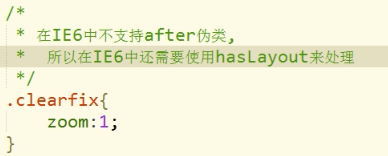 /*
* 在IE6中不支持after伪类,
* 所以在IE6中还需要使用hasLayout来处理
*/
.clearfix{
zoom:1;
}